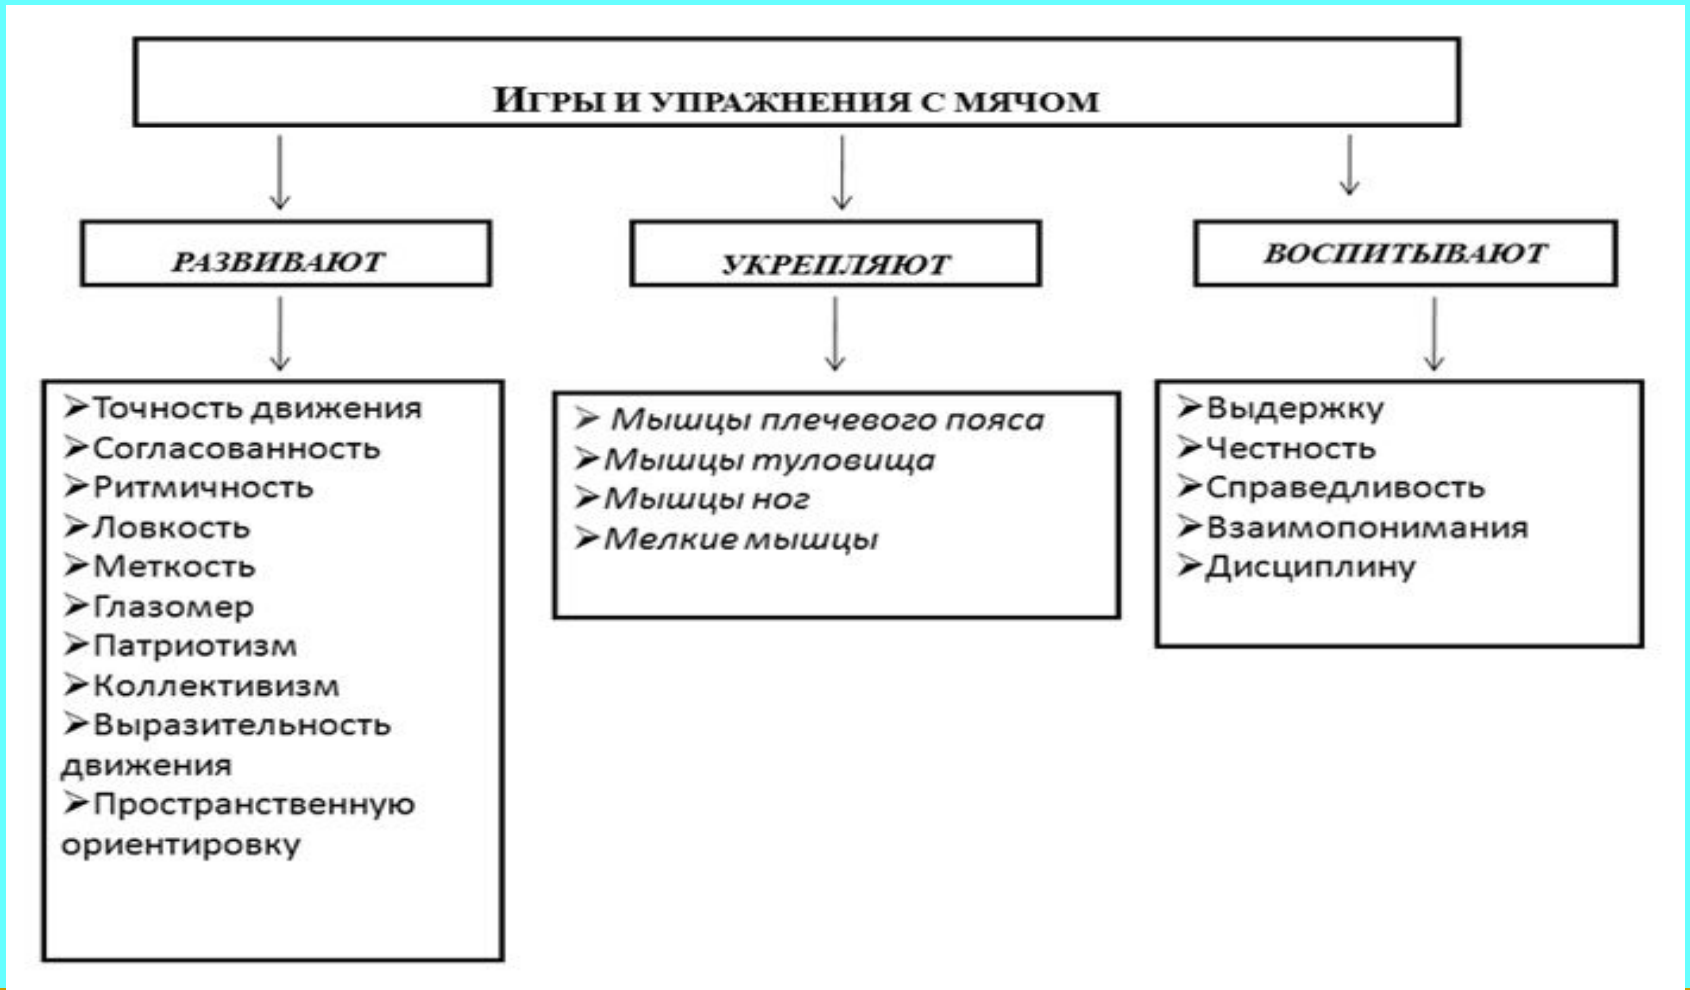 Игры и упражнения с мячом
РАЗВИВАЮТ
УКРЕПЛЯЮТ
ВОСПИТЫВАЮТ
➢Точность движения
➢Согласованность
➢Ритмичность
➢Ловкость
➢Меткость
➢Глазомер
➢Патриотизм
➢Коллективизм
➢Выразительность
движения
➢Пространственную
ориентировку
➢ Мышцы плечевого пояса
➢Мышцы туловища
➢Мышцы ног
➢Мелкие мышцы
➢Выдержку
➢Честность
➢Справедливость
➢Взаимопонимания
➢Дисциплину